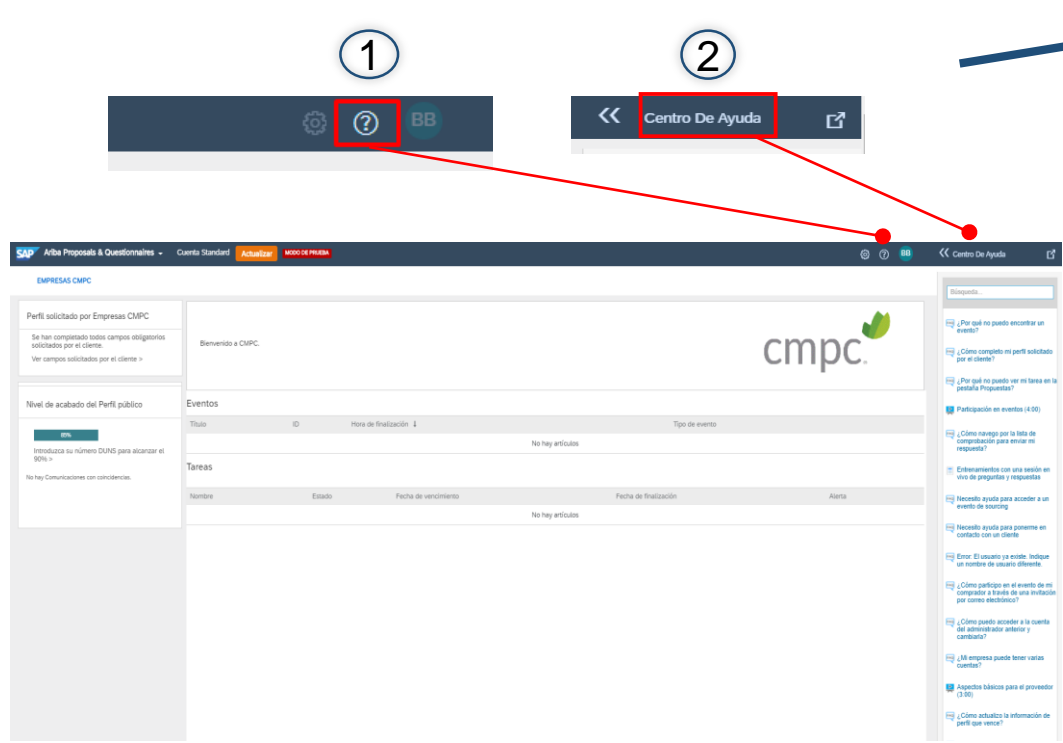 1
2
BB
Centro De Ayuda
SAP Ariba Proposals & Questionnaires Cuenta Standard Actualizar MODO DE PRUEBA
BB
Centro De Ayuda
EMPRESAS CMPC
Perfil solicitado por Empresas CMPC
Se han completado todos campos obligatorios
solicitados por el cliente.
Ver campos solicitados por el cliente >
Bienvenido a CMPC.
cmpc.
Nivel de acabado del Perfil público
85%
Introduzca su número DUNS para alcanzar el
90% >
No hay Comunicaciones con coincidencias.
Eventos
Título ID Hora de finalización ↓ Tipo de evento
No hay artículos
Tareas
Nombre Estado Fecha de vencimiento Fecha de finalización Alerta
No hay artículos
Búsqueda...
¿Por qué no puedo encontrar un
evento?
¿Cómo completo mi perfil solicitado
por el cliente?
¿Por qué no puedo ver mi tarea en la
pestaña Propuestas?
Participación en eventos (4:00)
¿Cómo navego por la lista de
comprobación para enviar mi
respuesta?
Entrenamientos con una sesión en
vivo de preguntas y respuestas
Necesito ayuda para acceder a un
evento de sourcing
Necesito ayuda para ponerme en
contacto con un cliente
Error: El usuario ya existe. Indique
un nombre de usuario diferente.
¿Cómo participo en el evento de mi
comprador a través de una invitación
por correo electrónico?
¿Cómo puedo acceder a la cuenta
del administrador anterior y
cambiarla?
¿Mi empresa puede tener varias
cuentas?
Aspectos básicos para el proveedor
(3:00)
¿Cómo actualizo la información de
perfil que vence?